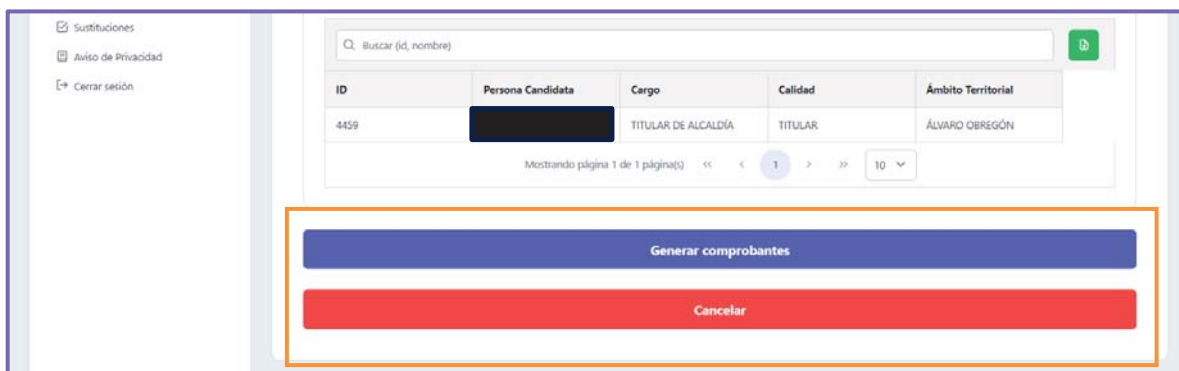 Sustituciones
Aviso de Privacidad
Cerrar sesión
Buscar (id, nombre)
ID Persona Candidata Cargo Calidad Ámbito Territorial
4459 TITULAR DE ALCALDÍA TITULAR ÁLVARO OBREGÓN
Mostrando página 1 de 1 página(s) << < 1 > >> 10
Generar comprobantes
Cancelar